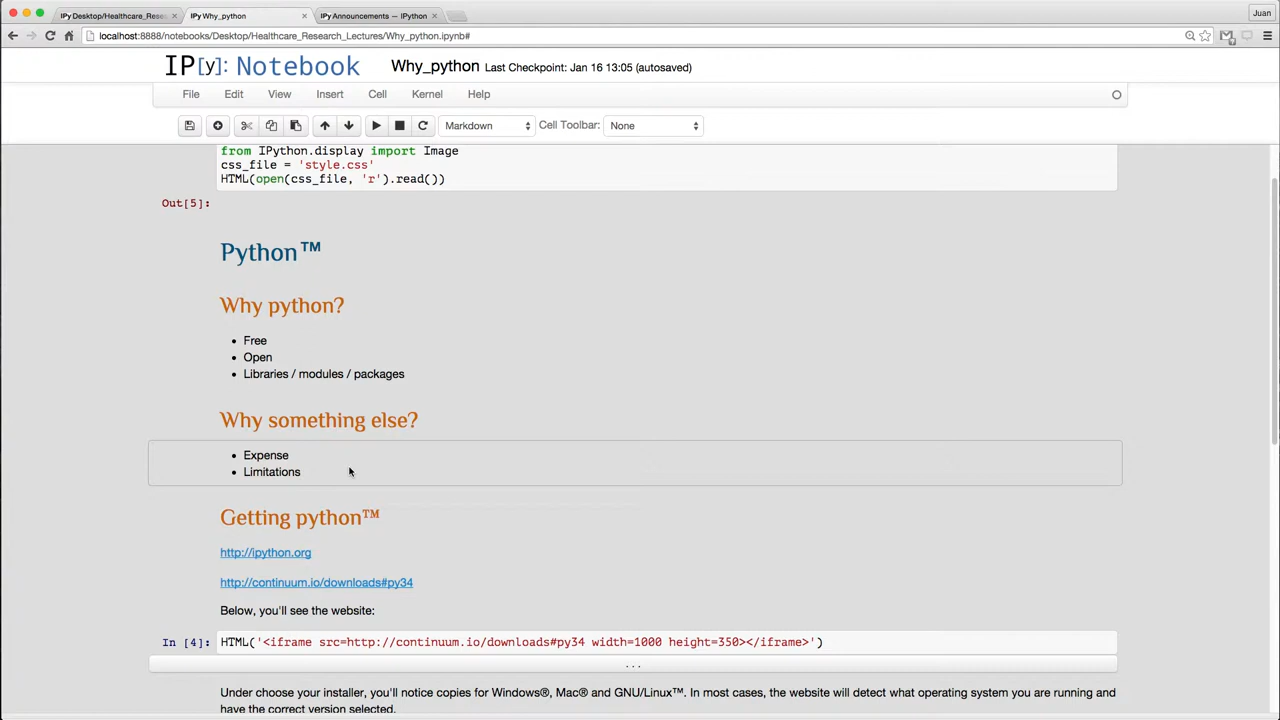 IPy Desktop/Healthcare_Rese
IPy Why_python
IPy Announcements — IPython
Juan
localhost:8888/notebooks/Desktop/Healthcare_Research_Lectures/Why_python.ipynb#
IP[y]: Notebook
Why_python Last Checkpoint: Jan 16 13:05 (autosaved)
File Edit View Insert Cell Kernel Help
Markdown Cell Toolbar: None
from IPython.display import Image
css_file = 'style.css'
HTML(open(css_file, 'r').read())
Out[5]:
Python™
Why python?
• Free
• Open
• Libraries / modules / packages
Why something else?
• Expense
• Limitations
Getting python™
http://ipython.org
http://continuum.io/downloads#py34
Below, you'll see the website:
In [4]: HTML('<iframe src=http://continuum.io/downloads#py34 width=1000 height=350></iframe>')
...
Under choose your installer, you'll notice copies for Windows®, Mac® and GNU/Linux™. In most cases, the website will detect what operating system you are running and
have the correct version selected.